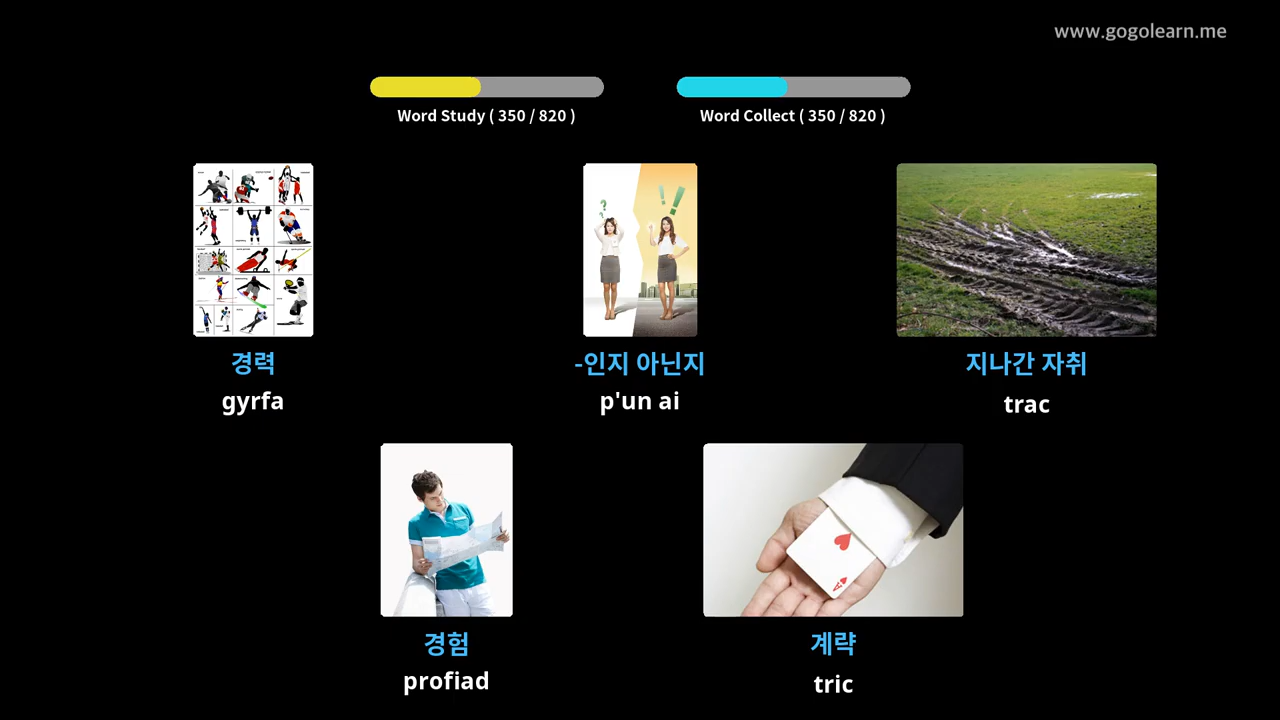 www.gogolearn.me
Word Study ( 350 / 820 )
Word Collect ( 350 / 820 )
경력
gyrfa
-인지 아닌지
p'un ai
지나간 자취
trac
경험
profiad
계략
tric